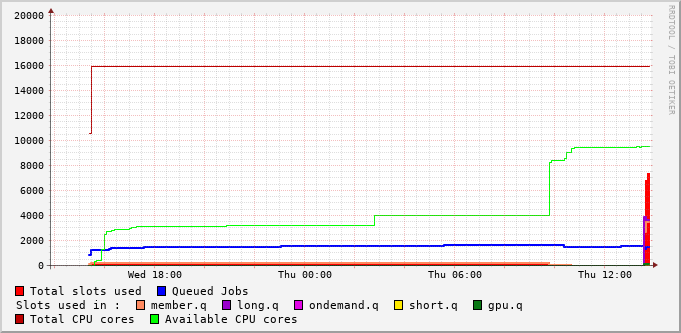 20000
18000
16000
14000
12000
10000
8000
6000
4000
2000
0
Wed 18:00 Thu 00:00 Thu 06:00 Thu 12:00
RRDTOOL / TOBI OETIKER
Total slots used Queued Jobs
Slots used in : member.q long.q ondemand.q short.q gpu.q
Total CPU cores Available CPU cores